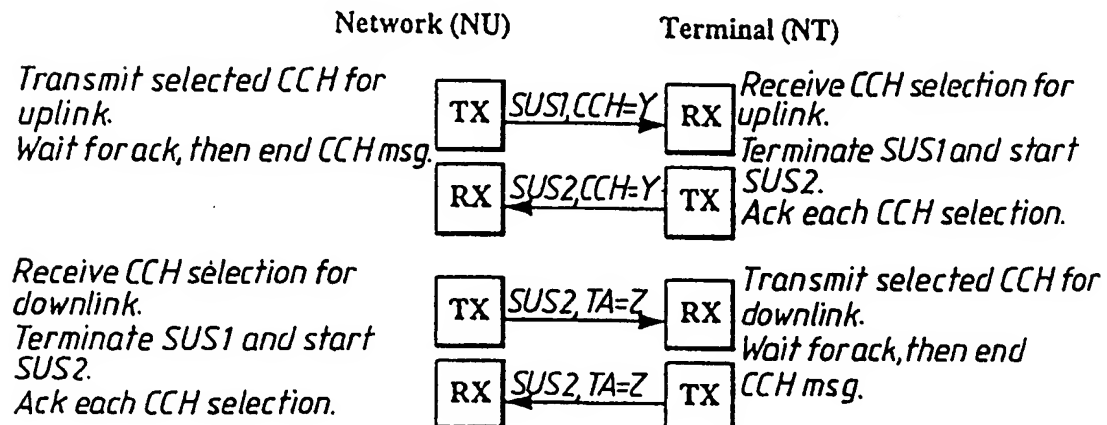 Network (NU) Terminal (NT)
Transmit selected CCH for
uplink.
Wait for ack, then end CCH msg.
TX SUS1,CCH=Y RX
RX SUS2,CCH=Y TX
Receive CCH selection for
uplink.
Terminate SUS1 and start
SUS2.
Ack each CCH selection.
Receive CCH selection for
downlink.
Terminate SUS1 and start
SUS2.
Ack each CCH selection.
TX SUS2, TA=Z RX
RX SUS2, TA=Z TX
Transmit selected CCH for
downlink.
Wait for ack, then end
CCH msg.